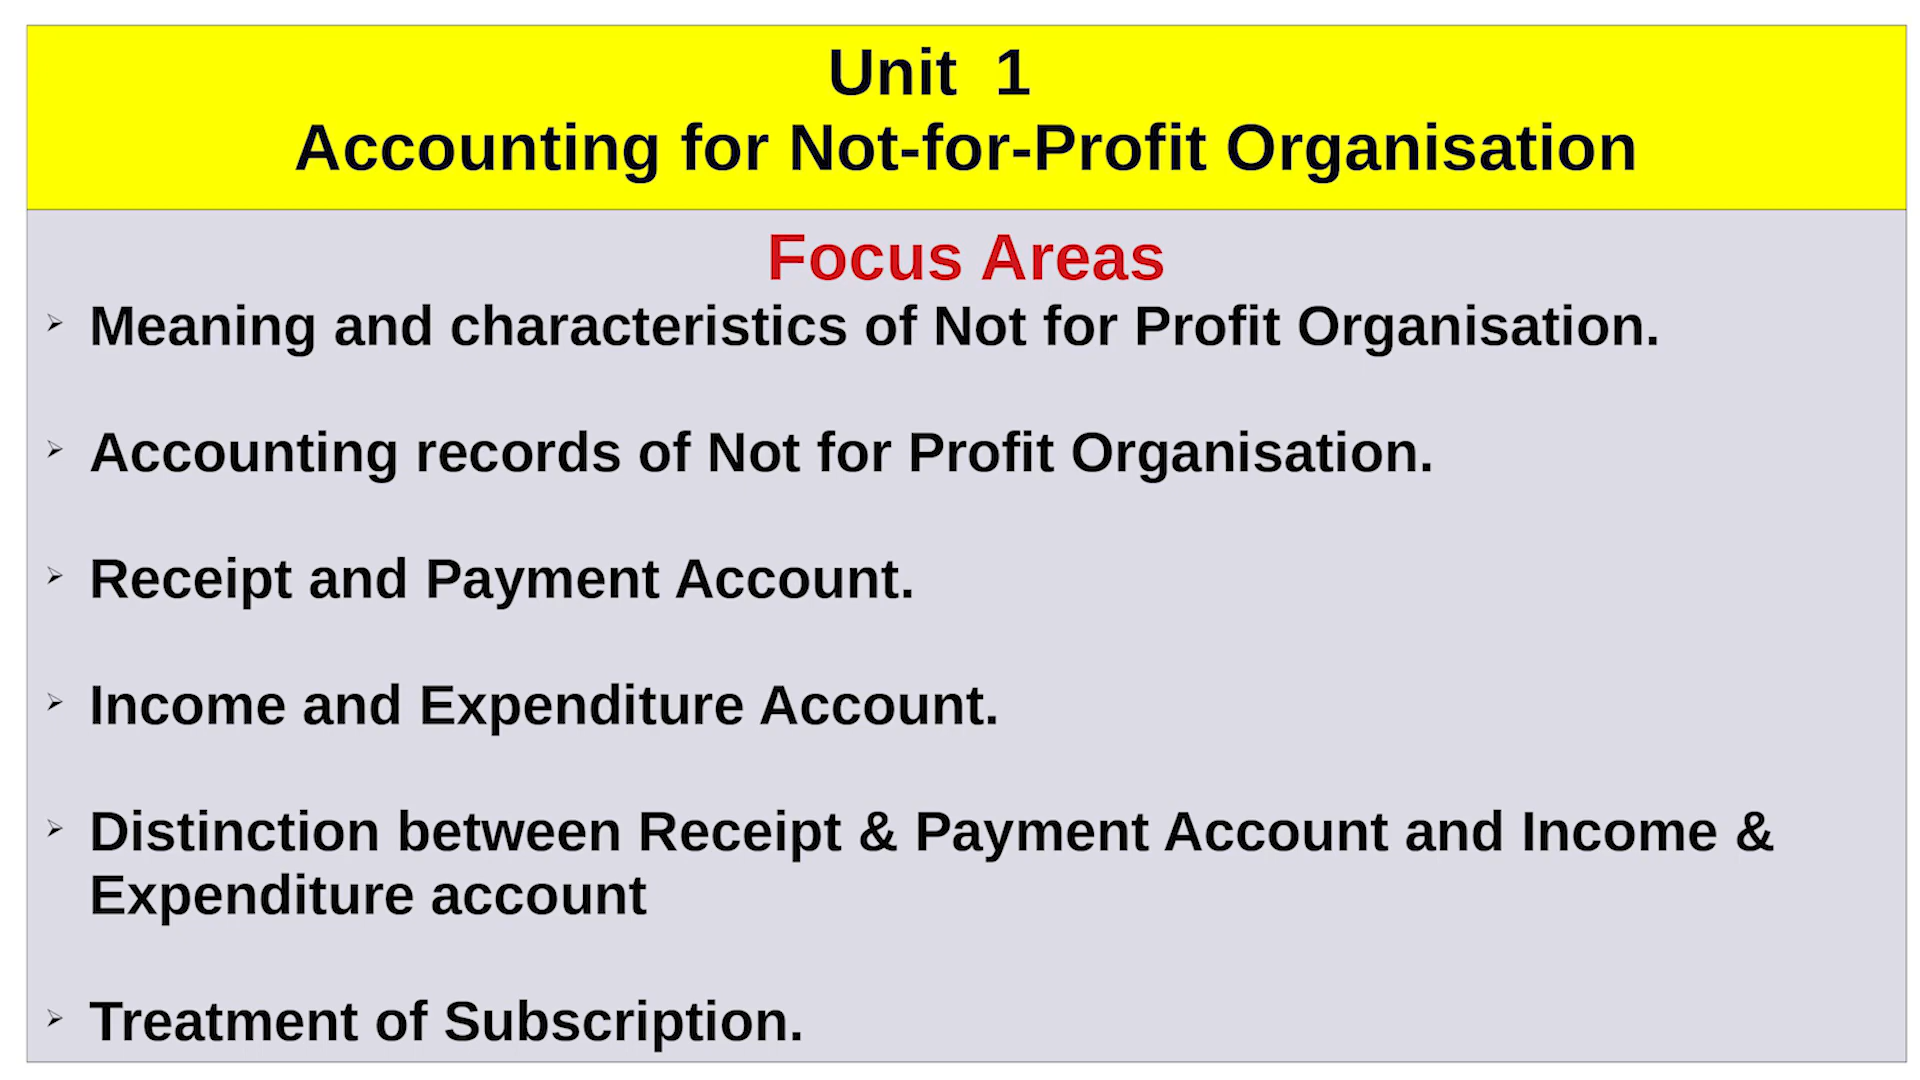 Unit 1
Accounting for Not-for-Profit Organisation
Focus Areas
➢ Meaning and characteristics of Not for Profit Organisation.
➢ Accounting records of Not for Profit Organisation.
➢ Receipt and Payment Account.
➢ Income and Expenditure Account.
➢ Distinction between Receipt & Payment Account and Income &
Expenditure account
➢ Treatment of Subscription.